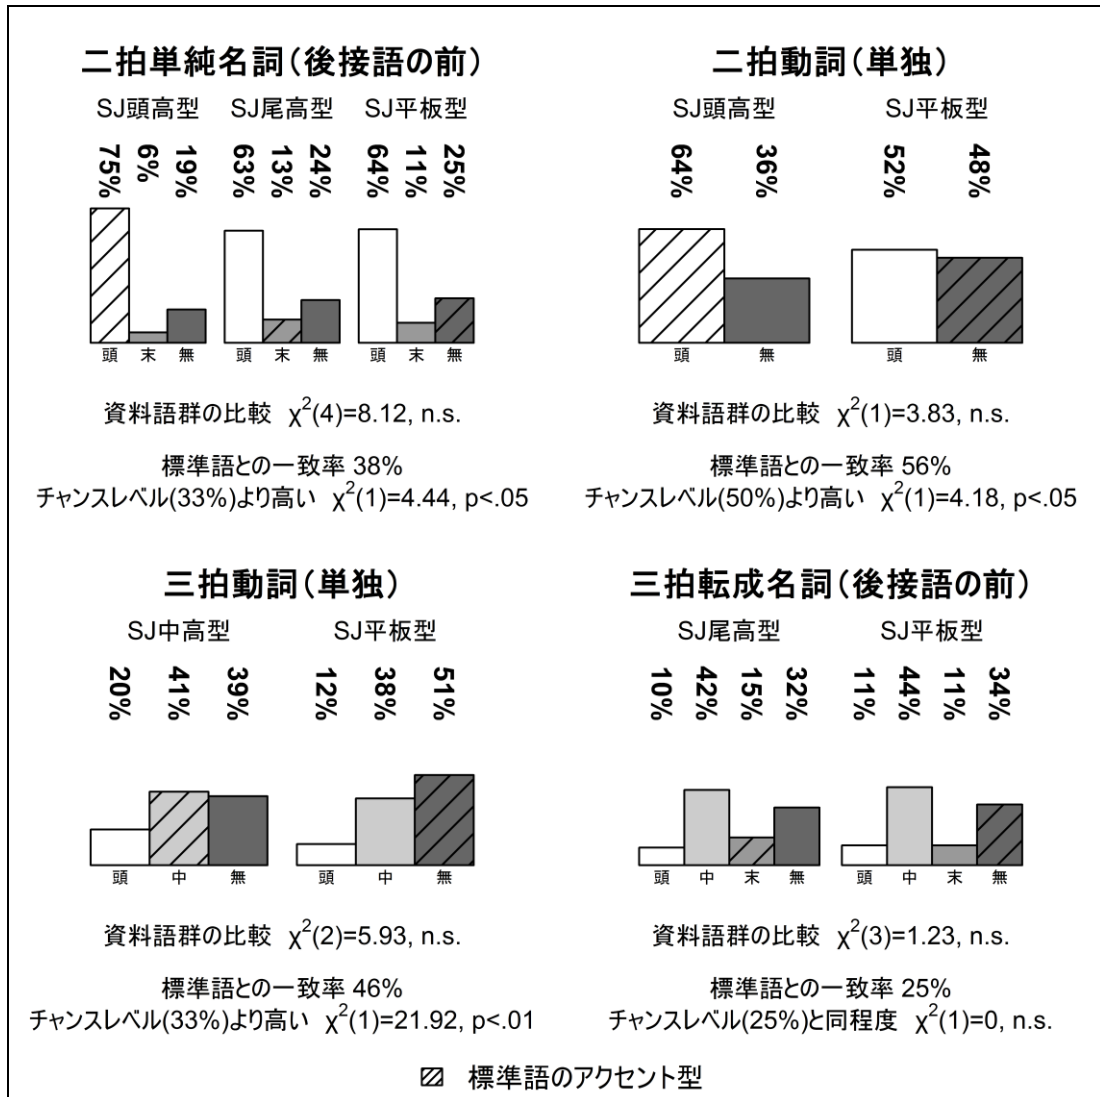 二拍単純名詞(後接語の前)
SJ頭高型 SJ尾高型 SJ平板型
75% 6% 19% 63% 13% 24% 64% 11% 25%
頭 末 無 頭 末 無 頭 末 無
資料語群の比較 χ²(4)=8.12, n.s.
標準語との一致率 38%
チャンスレベル(33%)より高い χ²(1)=4.44, p<.05
二拍動詞(単独)
SJ頭高型 SJ平板型
64% 36% 52% 48%
頭 無 頭 無
資料語群の比較 χ²(1)=3.83, n.s.
標準語との一致率 56%
チャンスレベル(50%)より高い χ²(1)=4.18, p<.05
三拍動詞(単独)
SJ中高型 SJ平板型
20% 41% 39% 12% 38% 51%
頭 中 無 頭 中 無
資料語群の比較 χ²(2)=5.93, n.s.
標準語との一致率 46%
チャンスレベル(33%)より高い χ²(1)=21.92, p<.01
三拍転成名詞(後接語の前)
SJ尾高型 SJ平板型
10% 42% 15% 32% 11% 44% 11% 34%
頭 中 末 無 頭 中 末 無
資料語群の比較 χ²(3)=1.23, n.s.
標準語との一致率 25%
チャンスレベル(25%)と同程度 χ²(1)=0, n.s.
標準語のアクセント型